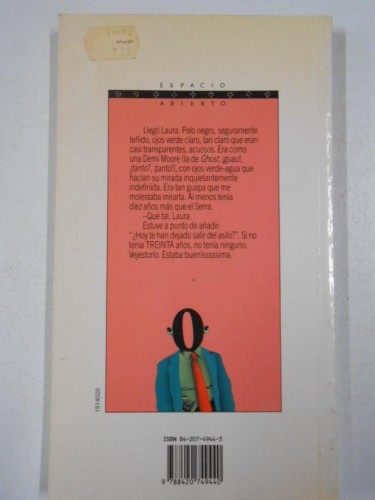 ESPACIO
ABIERTO
Llegó Laura. Pelo negro, seguramente
teñido, ojos verde claro, tan claro que eran
casi transparentes, acuosos. Era como
una Demi Moore (la de Ghost, ¡guau!,
¿tanto?, ¡tanto!), con ojos verde-agua que
hacían su mirada inquietantemente
indefinida. Era tan guapa que me
molestaba mirarla. Al menos tenía
diez años más que el Serra.
–Qué tal, Laura.
Estuve a punto de añadir:
"¿Hoy te han dejado salir del asilo?". Si no
tenía TREINTA años, no tenía ninguno.
Vejestorio. Estaba buenísssssima.
O
1514020
ISBN 84-207-4944-3
9 788420 749440